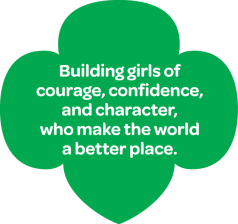 Building girls of
courage, confidence,
and character,
who make the world
a better place.